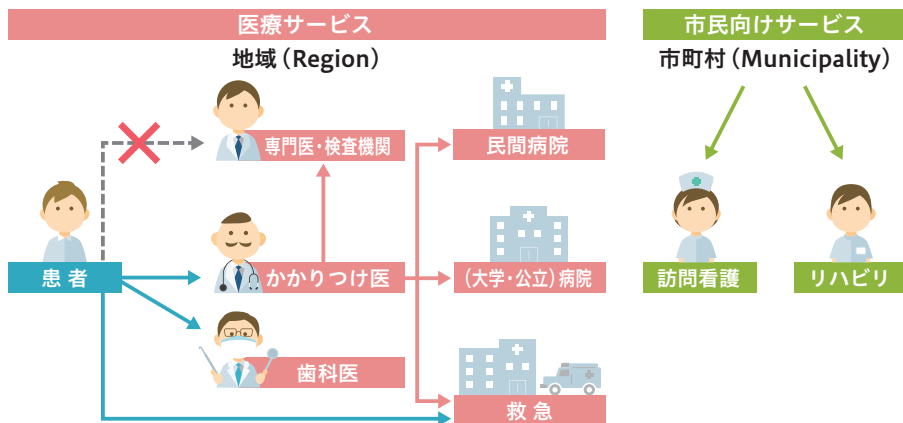 医療サービス
市民向けサービス
地域（Region）
市町村（Municipality）
専門医・検査機関
民間病院
患者
かかりつけ医
（大学・公立）病院
訪問看護
リハビリ
歯科医
救急